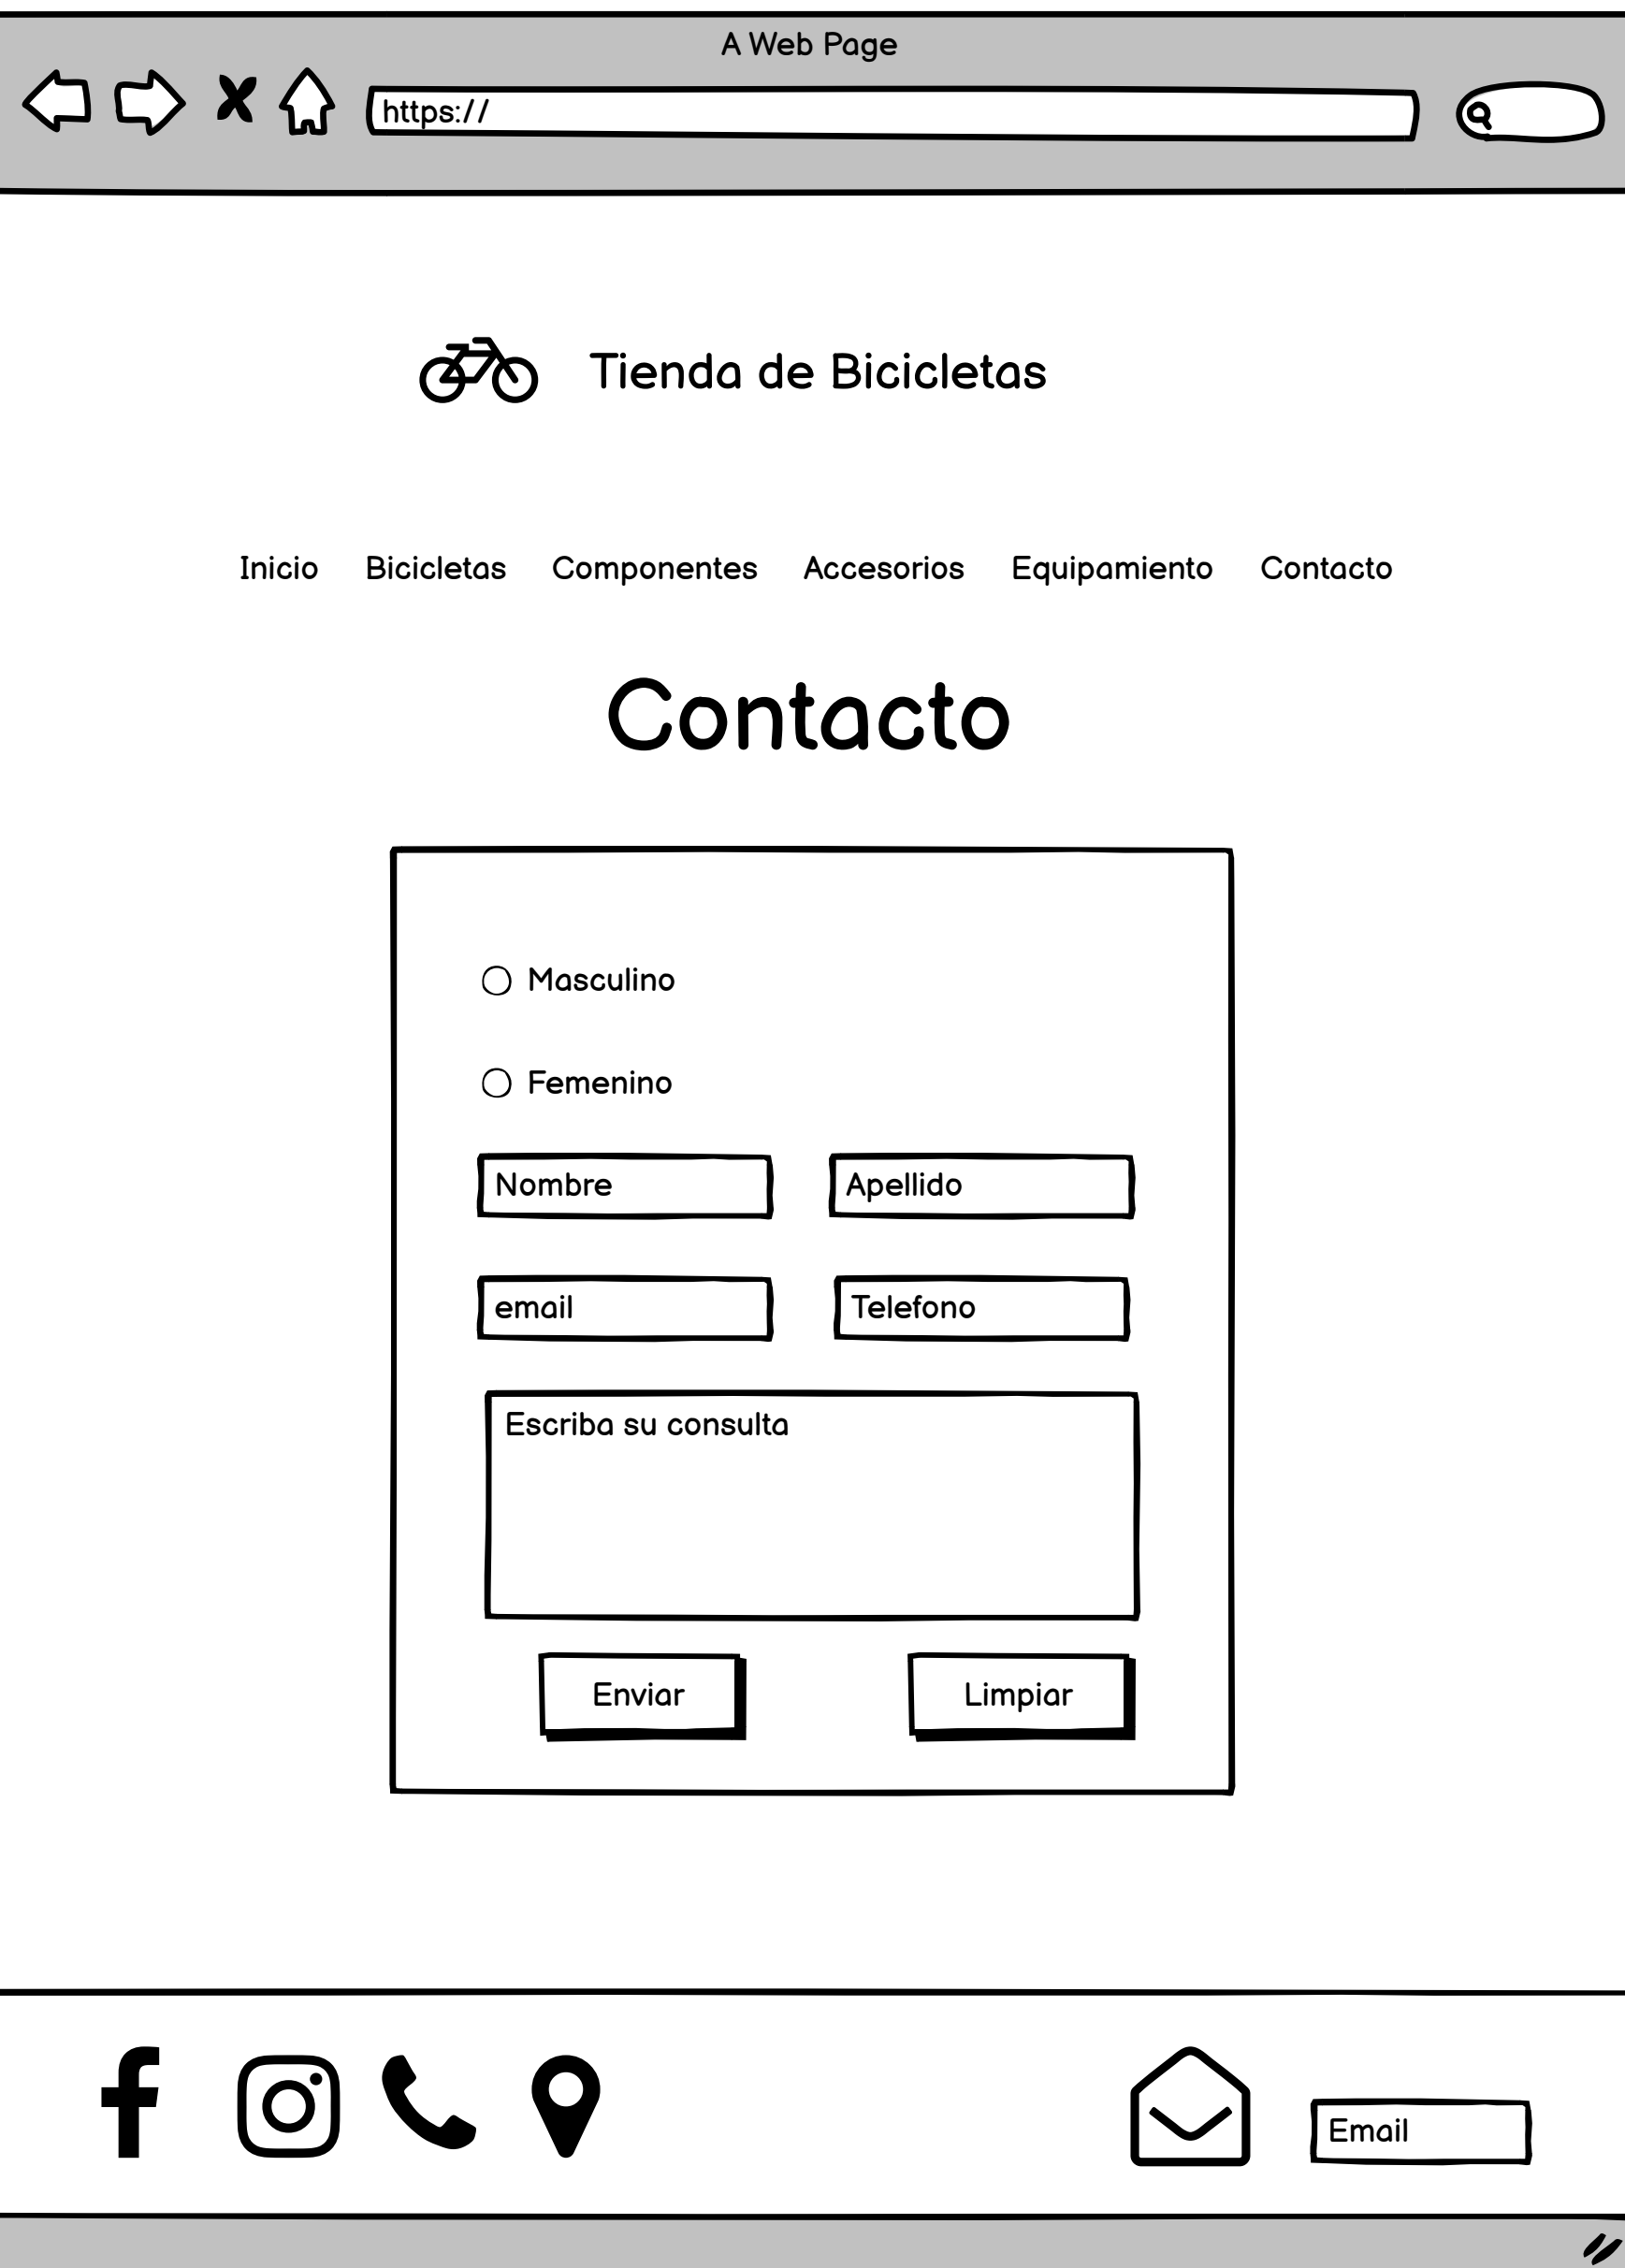 A Web Page
https://
Tienda de Bicicletas
Inicio Bicicletas Componentes Accesorios Equipamiento Contacto
Contacto
Masculino
Femenino
Nombre Apellido
email Telefono
Escriba su consulta
Enviar Limpiar
Email